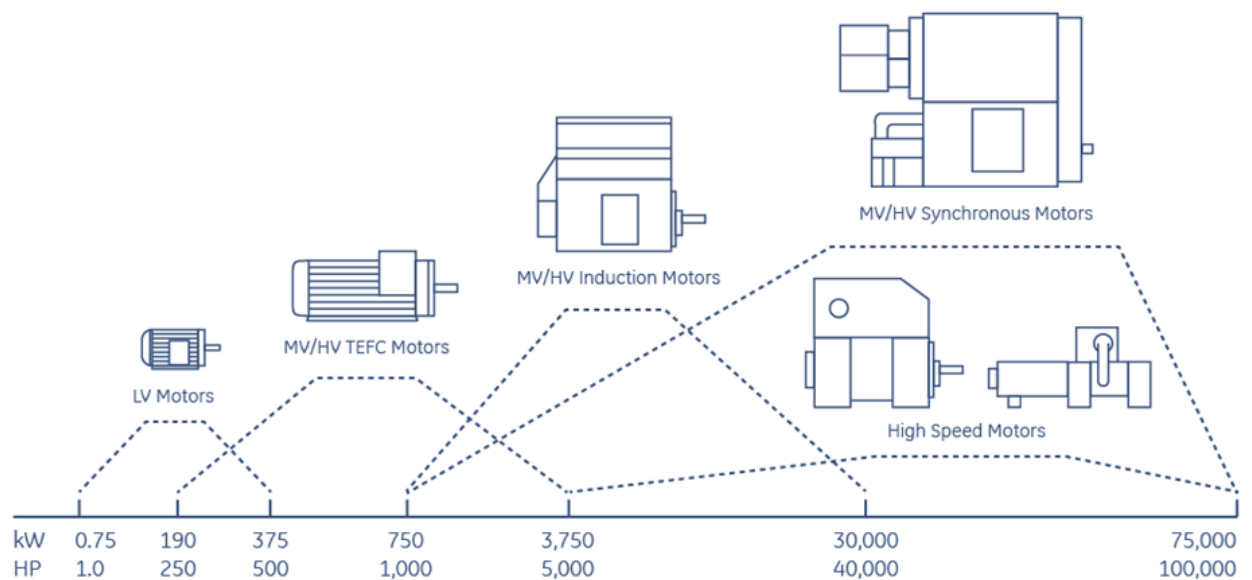 MV/HV Synchronous Motors
MV/HV Induction Motors
MV/HV TEFC Motors
LV Motors
High Speed Motors
kW 0.75 190 375 750 3,750 30,000 75,000
HP 1.0 250 500 1,000 5,000 40,000 100,000